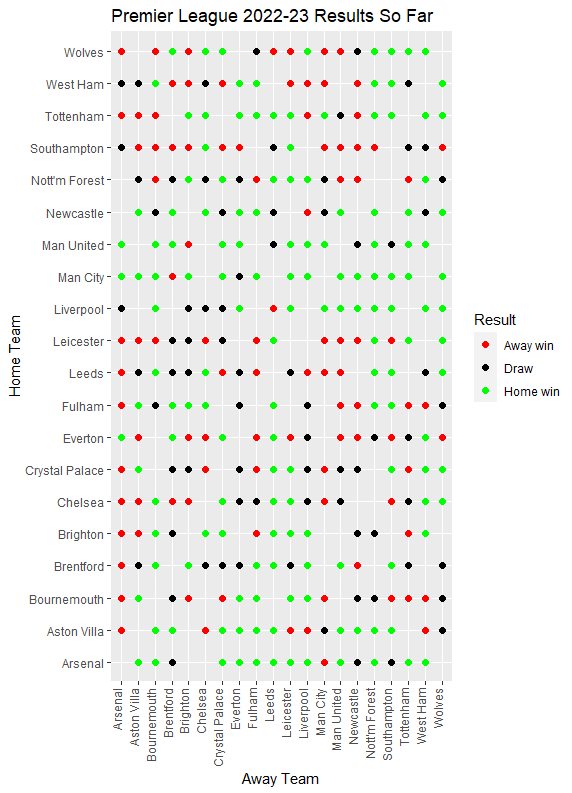 Premier League 2022-23 Results So Far
Home Team
Wolves
West Ham
Tottenham
Southampton
Nott'm Forest
Newcastle
Man United
Man City
Liverpool
Leicester
Leeds
Fulham
Everton
Crystal Palace
Chelsea
Brighton
Brentford
Bournemouth
Aston Villa
Arsenal
Result
Away win
Draw
Home win
Arsenal
Aston Villa
Bournemouth
Brentford
Brighton
Chelsea
Crystal Palace
Everton
Fulham
Leeds
Leicester
Liverpool
Man City
Man United
Newcastle
Nott'm Forest
Southampton
Tottenham
West Ham
Wolves
Away Team